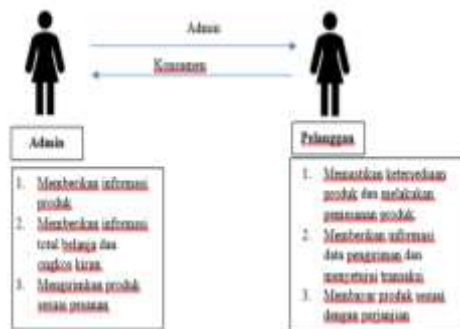 Admin
Konsumen
Admin
1. Memberikan informasi
produk
2. Memberikan informasi
total belanja dan
ongkos kiran
3. Mengirimkan produk
sesuai pesanan
Pelanggan
1. Memastikan ketersediaan
produk dan melakukan
pemesanan produk
2. Memberikan informasi
data pengiriman dan
menyetujui transaksi
3. Membayar produk sesuai
dengan perjanjian